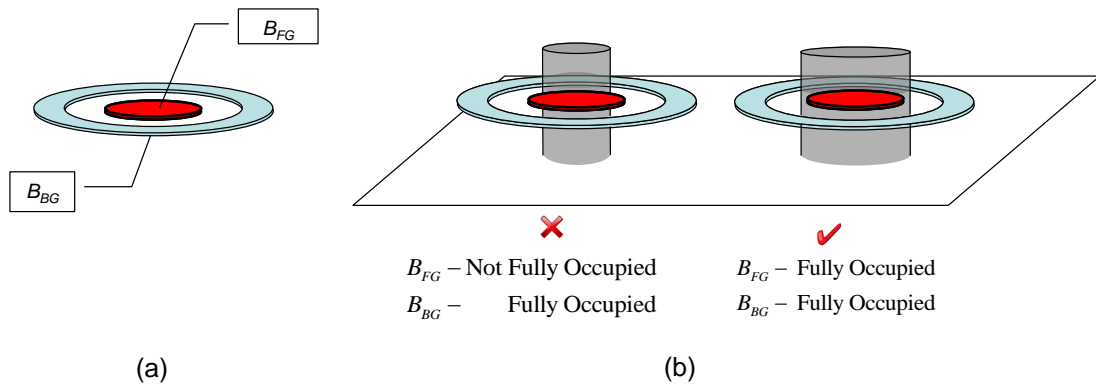 B_FG
B_BG
B_FG – Not Fully Occupied
B_BG – Fully Occupied
B_FG – Fully Occupied
B_BG – Fully Occupied
(a)
(b)